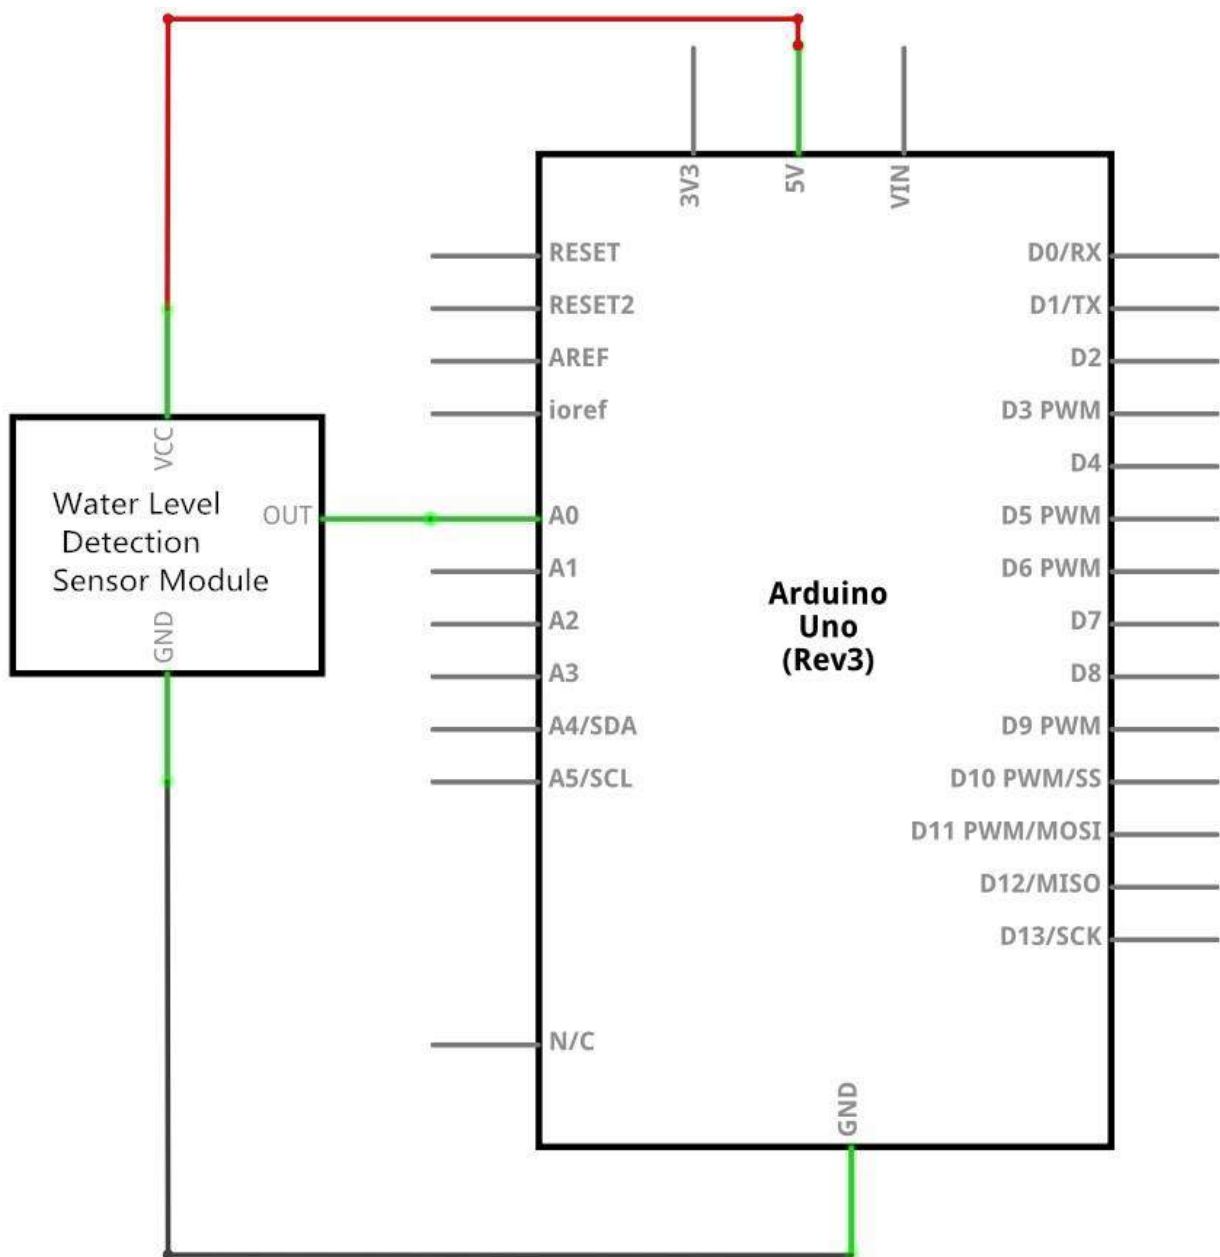 3V3
5V
VIN
RESET
RESET2
AREF
ioref
A0
A1
A2
A3
A4/SDA
A5/SCL
N/C
D0/RX
D1/TX
D2
D3 PWM
D4
D5 PWM
D6 PWM
D7
D8
D9 PWM
D10 PWM/SS
D11 PWM/MOSI
D12/MISO
D13/SCK
GND
Arduino
Uno
(Rev3)
VCC
Water Level
Detection
Sensor Module
OUT
GND